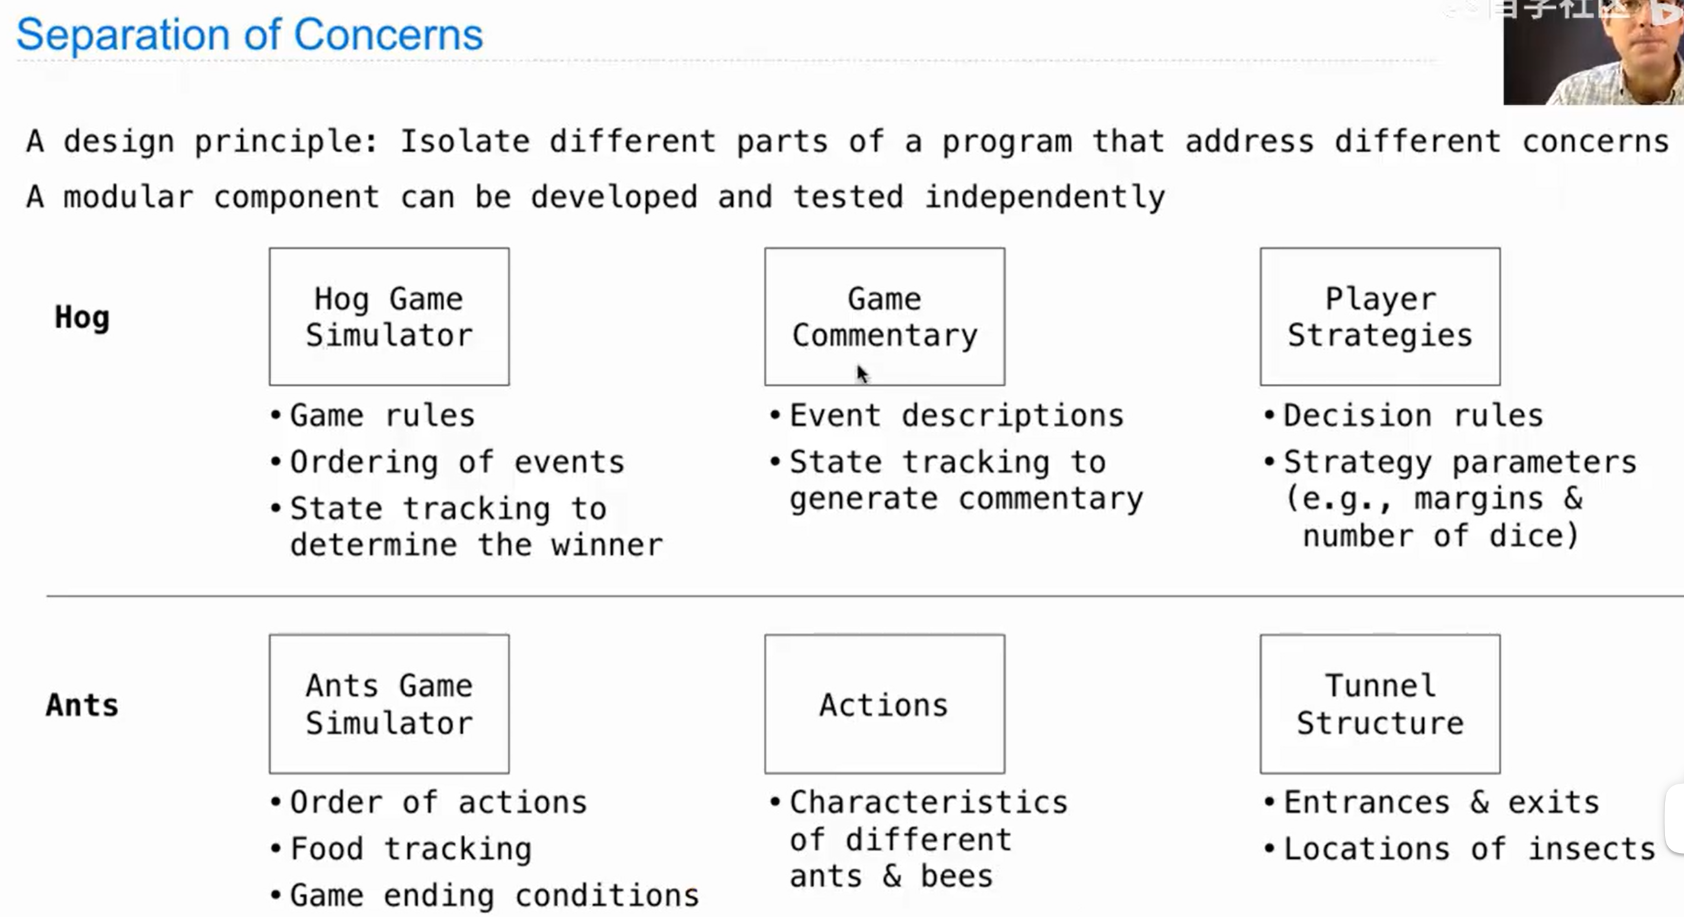 自学社区
Separation of Concerns
A design principle: Isolate different parts of a program that address different concerns
A modular component can be developed and tested independently
Hog
Hog Game
Simulator
• Game rules
• Ordering of events
• State tracking to
determine the winner
Game
Commentary
• Event descriptions
• State tracking to
generate commentary
Player
Strategies
• Decision rules
• Strategy parameters
(e.g., margins &
number of dice)
Ants
Ants Game
Simulator
• Order of actions
• Food tracking
• Game ending conditions
Actions
• Characteristics
of different
ants & bees
Tunnel
Structure
• Entrances & exits
• Locations of insects